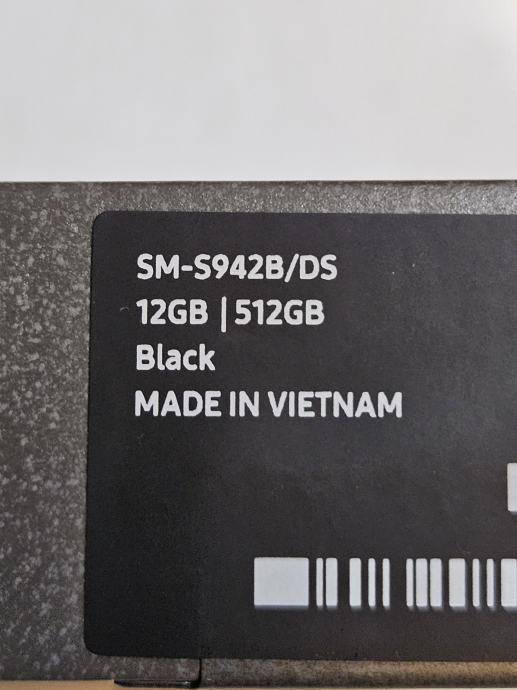 SM-S942B/DS
12GB | 512GB
Black
MADE IN VIETNAM